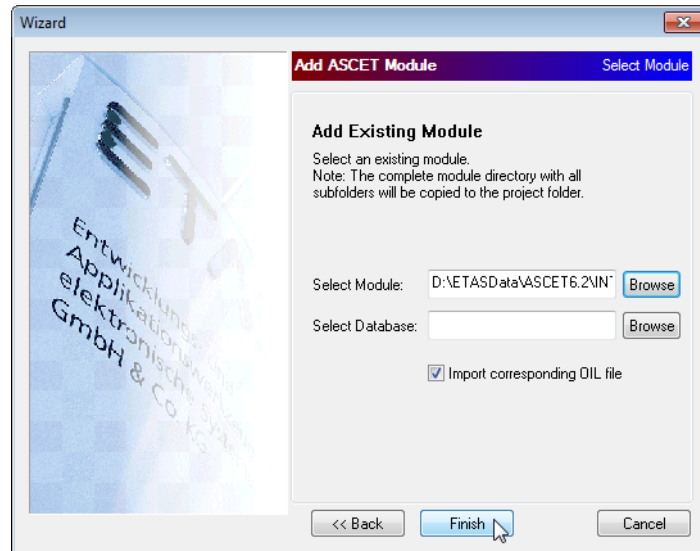 Wizard
Add ASCET Module
Select Module
ET
Entwicklungs-
Applikationswerkzeuge
elektronische Systeme
GmbH & Co. KG
Add Existing Module
Select an existing module.
Note: The complete module directory with all
subfolders will be copied to the project folder.
Select Module: D:\ETASData\ASCET6.2\IN Browse
Select Database: Browse
Import corresponding OIL file
<< Back Finish Cancel